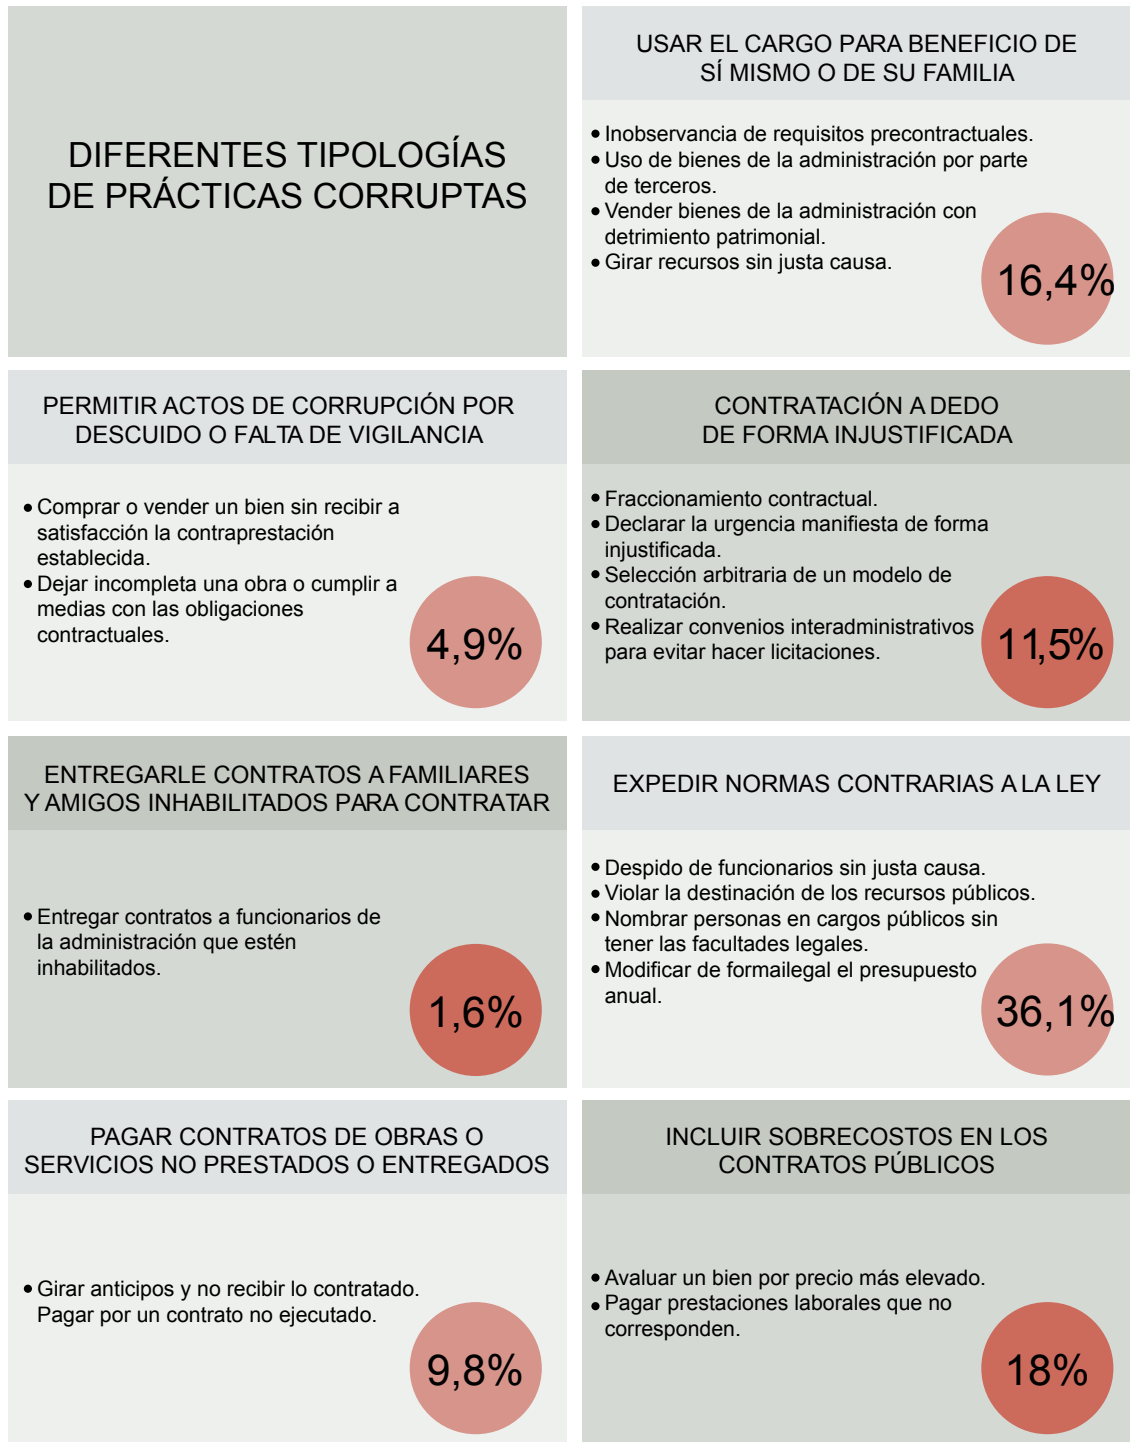 DIFERENTES TIPOLOGÍAS
DE PRÁCTICAS CORRUPTAS
USAR EL CARGO PARA BENEFICIO DE
SÍ MISMO O DE SU FAMILIA
• Inobservancia de requisitos precontractuales.
• Uso de bienes de la administración por parte
de terceros.
• Vender bienes de la administración con
detrimiento patrimonial.
• Girar recursos sin justa causa.
16,4%
PERMITIR ACTOS DE CORRUPCIÓN POR
DESCUIDO O FALTA DE VIGILANCIA
• Comprar o vender un bien sin recibir a
satisfacción la contraprestación
establecida.
• Dejar incompleta una obra o cumplir a
medias con las obligaciones
contractuales.
4,9%
CONTRATACIÓN A DEDO
DE FORMA INJUSTIFICADA
• Fraccionamiento contractual.
• Declarar la urgencia manifiesta de forma
injustificada.
• Selección arbitraria de un modelo de
contratación.
• Realizar convenios interadministrativos
para evitar hacer licitaciones.
11,5%
ENTREGARLE CONTRATOS A FAMILIARES
Y AMIGOS INHABILITADOS PARA CONTRATAR
• Entregar contratos a funcionarios de
la administración que estén
inhabilitados.
1,6%
EXPEDIR NORMAS CONTRARIAS A LA LEY
• Despido de funcionarios sin justa causa.
• Violar la destinación de los recursos públicos.
• Nombrar personas en cargos públicos sin
tener las facultades legales.
• Modificar de formailegal el presupuesto
anual.
36,1%
PAGAR CONTRATOS DE OBRAS O
SERVICIOS NO PRESTADOS O ENTREGADOS
• Girar anticipos y no recibir lo contratado.
Pagar por un contrato no ejecutado.
9,8%
INCLUIR SOBRECOSTOS EN LOS
CONTRATOS PÚBLICOS
• Avaluar un bien por precio más elevado.
• Pagar prestaciones laborales que no
corresponden.
18%